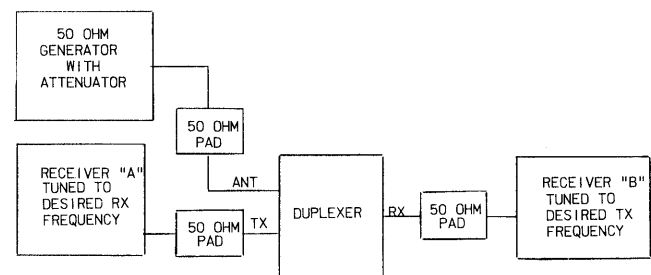 50 OHM
GENERATOR
WITH
ATTENUATOR
50 OHM
PAD
RECEIVER "A"
TUNED TO
DESIRED RX
FREQUENCY
ANT
TX
50 OHM
PAD
DUPLEXER
RX
50 OHM
PAD
RECEIVER "B"
TUNED TO
DESIRED TX
FREQUENCY